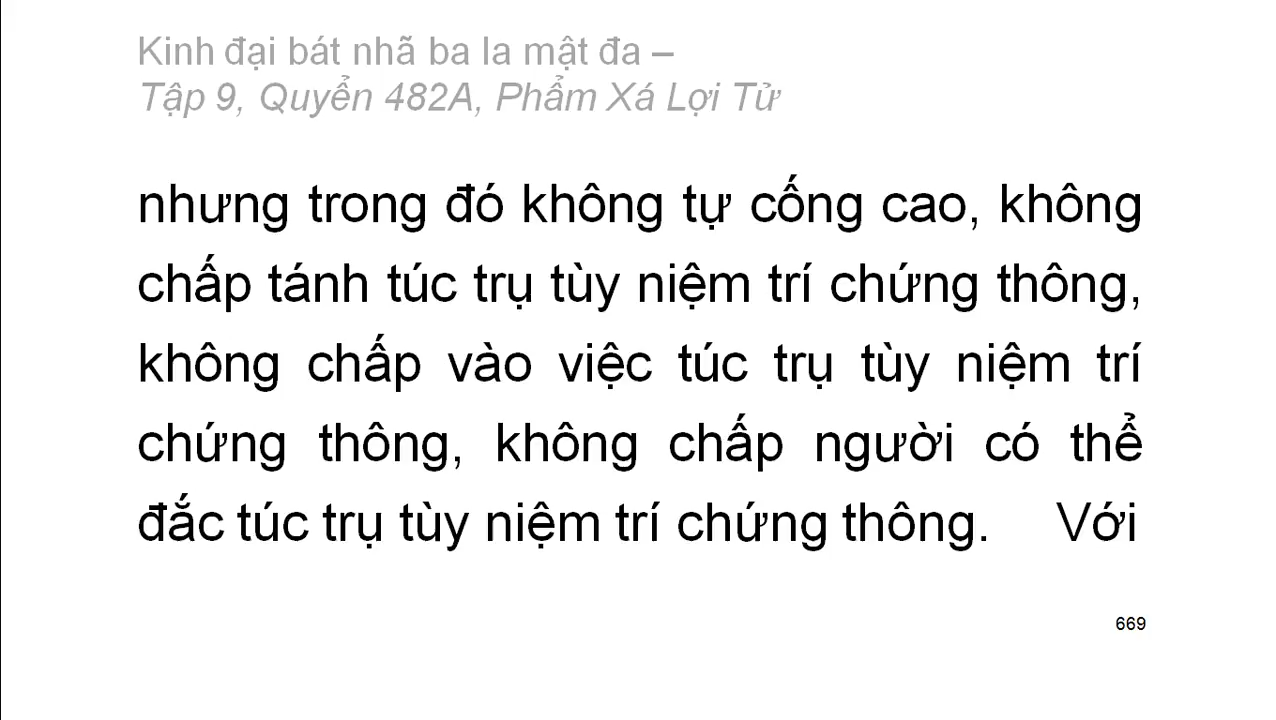 Kinh đại bát nhã ba la mật đa –
Tập 9, Quyển 482A, Phẩm Xá Lợi Tử
nhưng trong đó không tự cống cao, không
chấp tánh túc trụ tùy niệm trí chứng thông,
không chấp vào việc túc trụ tùy niệm trí
chứng thông, không chấp người có thể
đắc túc trụ tùy niệm trí chứng thông. Với
669